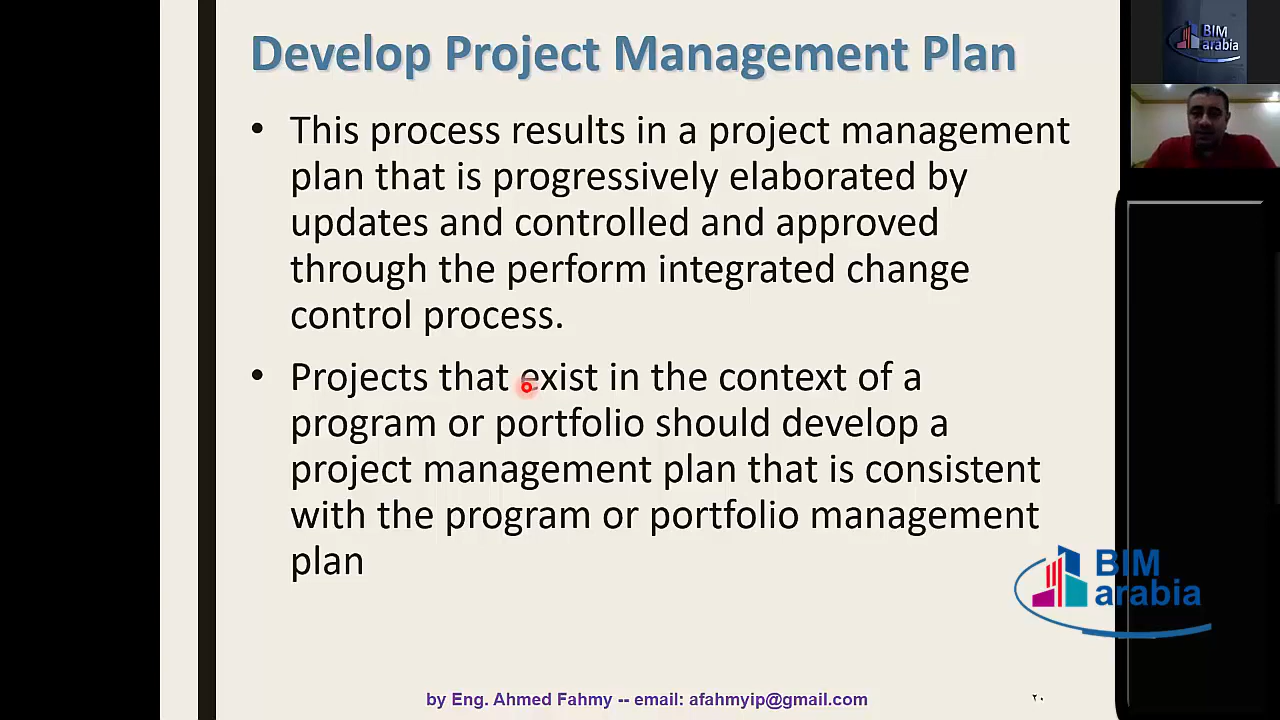 Develop Project Management Plan
• This process results in a project management
plan that is progressively elaborated by
updates and controlled and approved
through the perform integrated change
control process.
• Projects that exist in the context of a
program or portfolio should develop a
project management plan that is consistent
with the program or portfolio management
plan
BIM
arabia
BIM
arabia
by Eng. Ahmed Fahmy -- email: afahmyip@gmail.com
٢٠